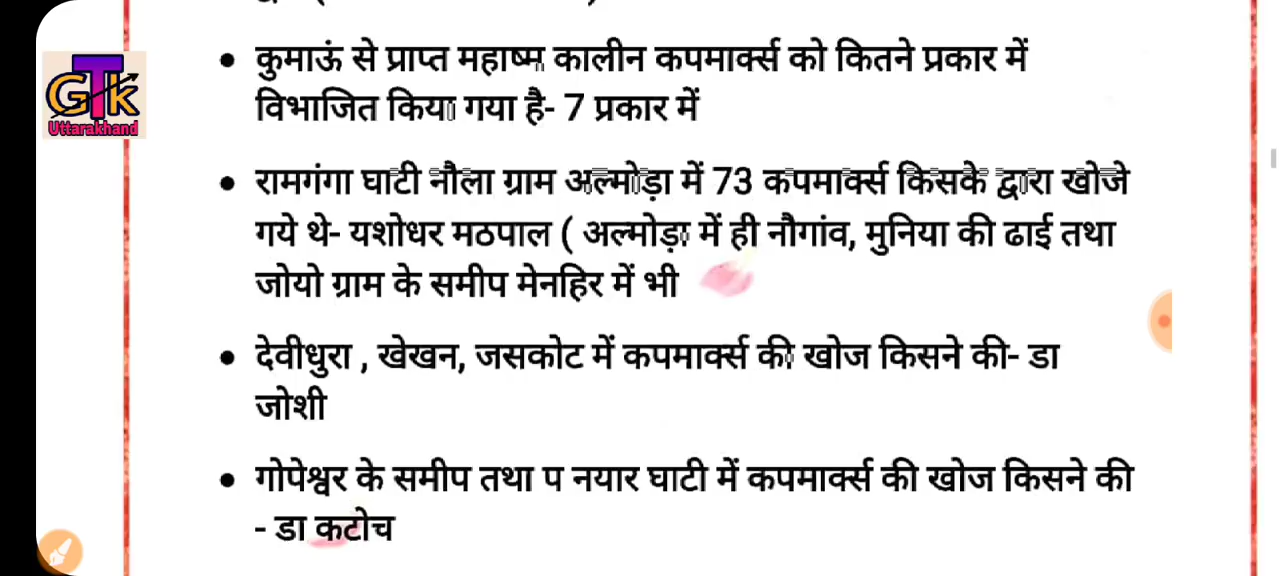 GTK
Uttarakhand
• कुमाऊं से प्राप्त महाष्म कालीन कपमार्क्स को कितने प्रकार में
विभाजित किया गया है- 7 प्रकार में
• रामगंगा घाटी नौला ग्राम अल्मोड़ा में 73 कपमार्क्स किसके द्वारा खोजे
गये थे- यशोधर मठपाल ( अल्मोड़ा में ही नौगांव, मुनिया की ढाई तथा
जोयो ग्राम के समीप मेनहिर में भी
• देवीधुरा , खेखन, जसकोट में कपमार्क्स की खोज किसने की- डा
जोशी
• गोपेश्वर के समीप तथा प नयार घाटी में कपमार्क्स की खोज किसने की
- डा कटोच